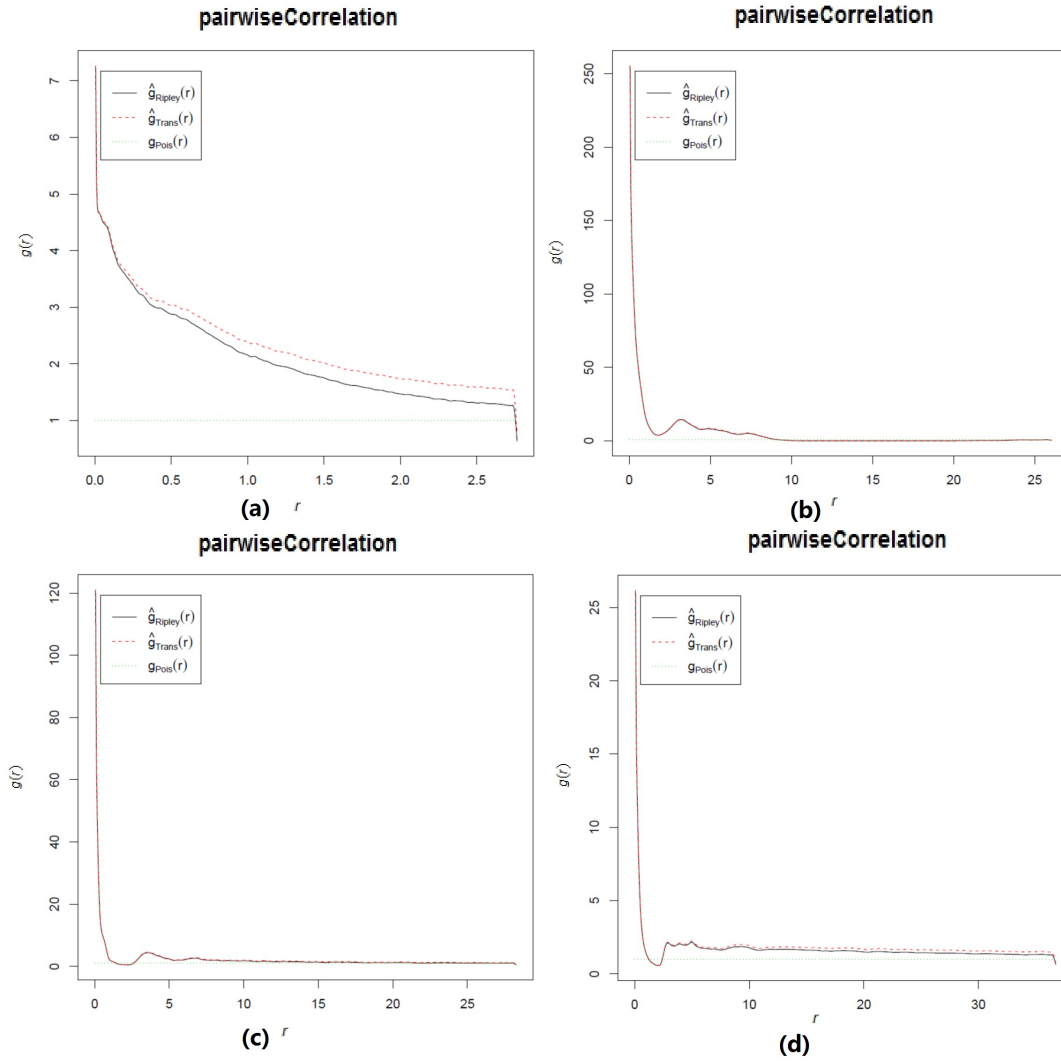 pairwiseCorrelation
ĝRipley(r)
ĝTrans(r)
gPois(r)
g(r)
7
6
5
4
3
2
1
0.0 0.5 1.0 1.5 2.0 2.5
r
(a)
pairwiseCorrelation
ĝRipley(r)
ĝTrans(r)
gPois(r)
g(r)
250
200
150
100
50
0
0 5 10 15 20 25
r
(b)
pairwiseCorrelation
ĝRipley(r)
ĝTrans(r)
gPois(r)
g(r)
120
100
80
60
40
20
0
0 5 10 15 20 25
r
(c)
pairwiseCorrelation
ĝRipley(r)
ĝTrans(r)
gPois(r)
g(r)
25
20
15
10
5
0
0 10 20 30
r
(d)